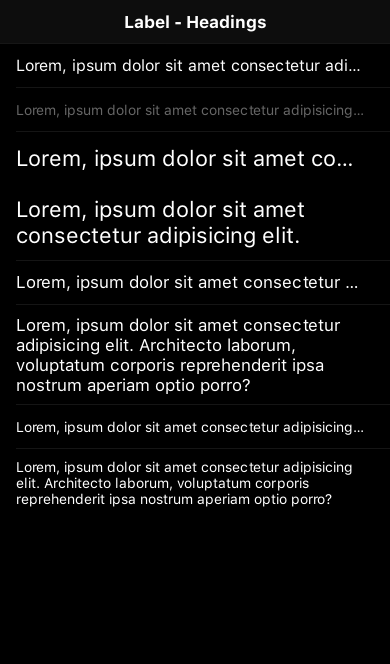 Label - Headings
Lorem, ipsum dolor sit amet consectetur adi...
Lorem, ipsum dolor sit amet consectetur adipisicing...
Lorem, ipsum dolor sit amet co...
Lorem, ipsum dolor sit amet
consectetur adipisicing elit.
Lorem, ipsum dolor sit amet consectetur ...
Lorem, ipsum dolor sit amet consectetur
adipisicing elit. Architecto laborum,
voluptatum corporis reprehenderit ipsa
nostrum aperiam optio porro?
Lorem, ipsum dolor sit amet consectetur adipisicing...
Lorem, ipsum dolor sit amet consectetur adipisicing
elit. Architecto laborum, voluptatum corporis
reprehenderit ipsa nostrum aperiam optio porro?